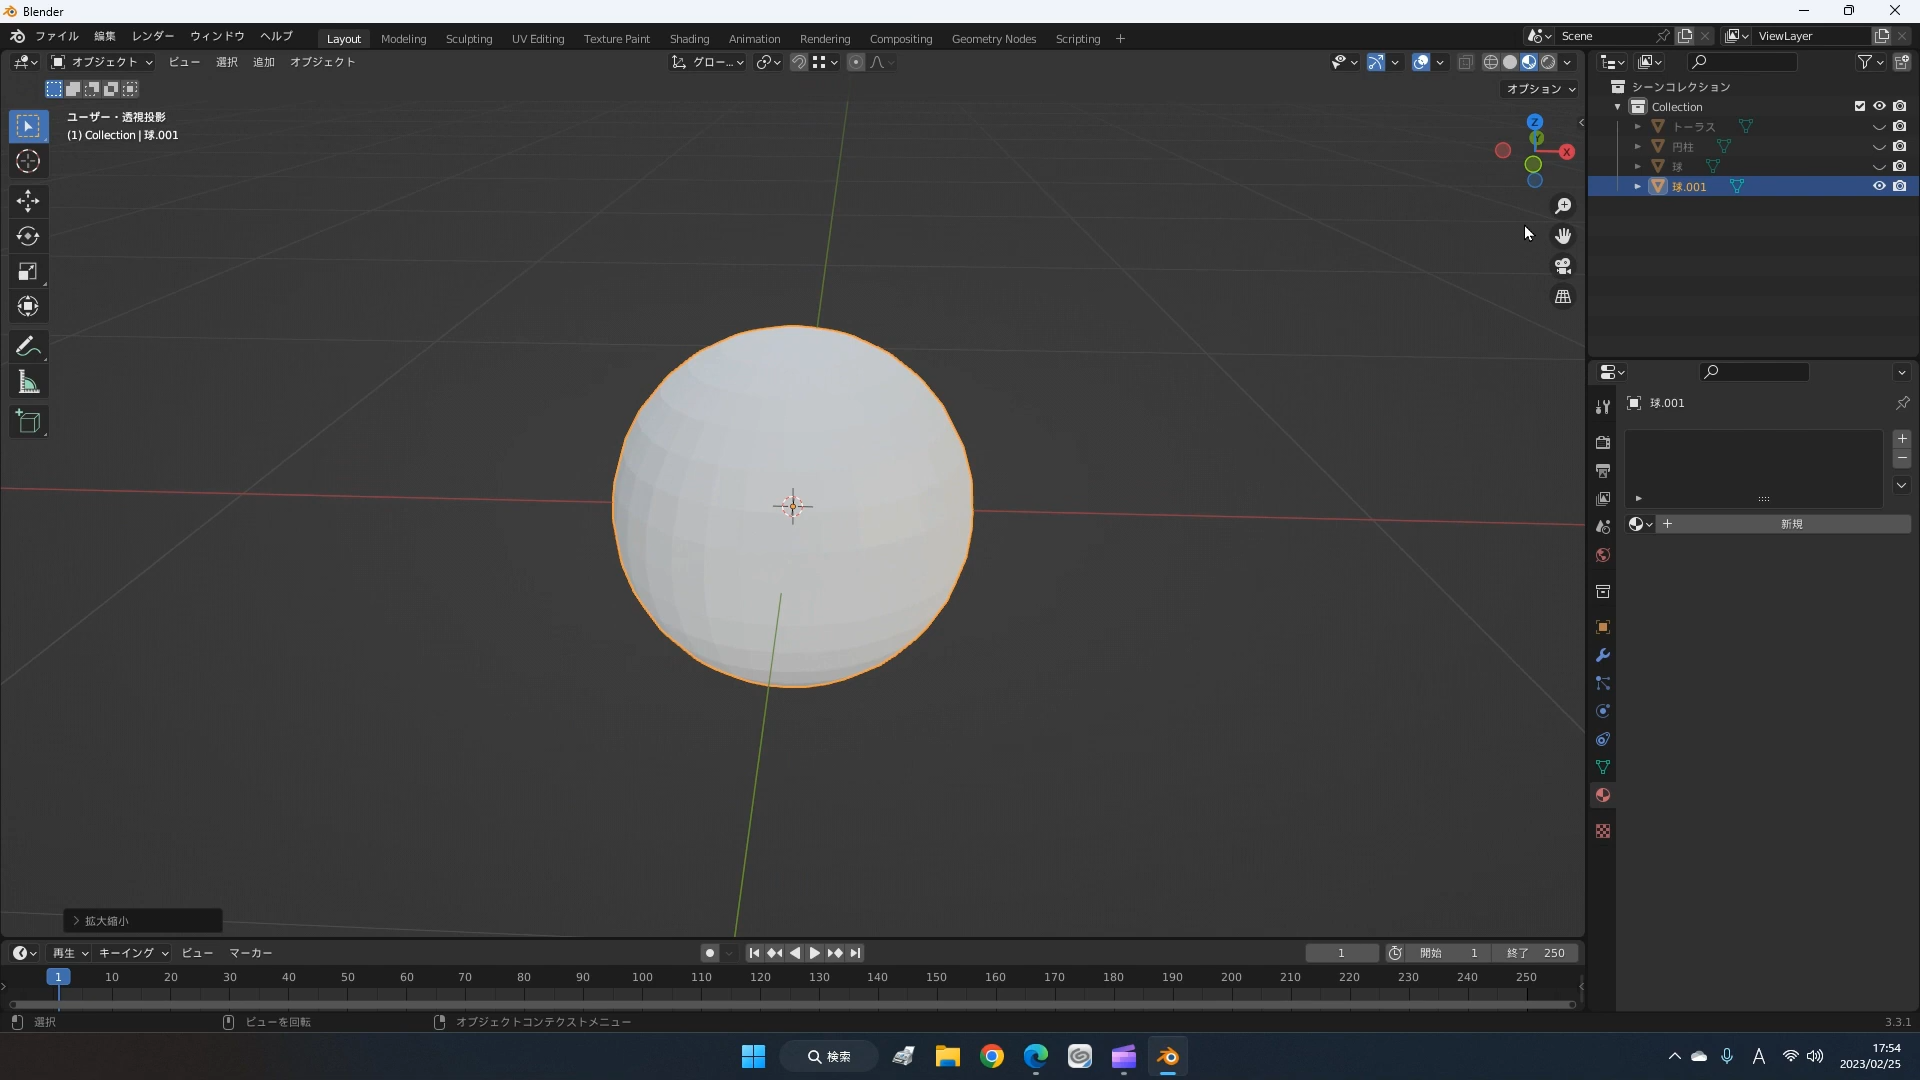 Blender
ファイル 編集 レンダー ウィンドウ ヘルプ Layout Modeling Sculpting UV Editing Texture Paint Shading Animation Rendering Compositing Geometry Nodes Scripting + Scene ViewLayer
オブジェクト ビュー 選択 追加 オブジェクト グロー...
オプション
ユーザー・透視投影
(1) Collection | 球.001
Z
Y
X
シーンコレクション
Collection
トーラス
円柱
球
球.001
球.001
新規
拡大縮小
再生 キーイング ビュー マーカー 1 開始 1 終了 250
1 10 20 30 40 50 60 70 80 90 100 110 120 130 140 150 160 170 180 190 200 210 220 230 240 250
選択 ビューを回転 オブジェクトコンテクストメニュー 3.3.1
検索 A 17:54
2023/02/25